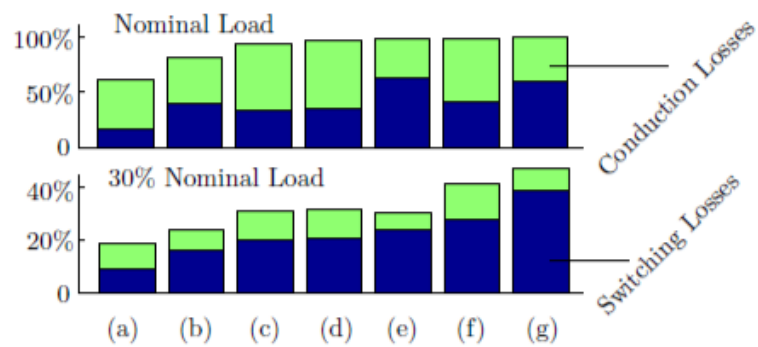 Nominal Load
100%
50%
0
Conduction Losses
30% Nominal Load
40%
20%
0
Switching Losses
(a) (b) (c) (d) (e) (f) (g)